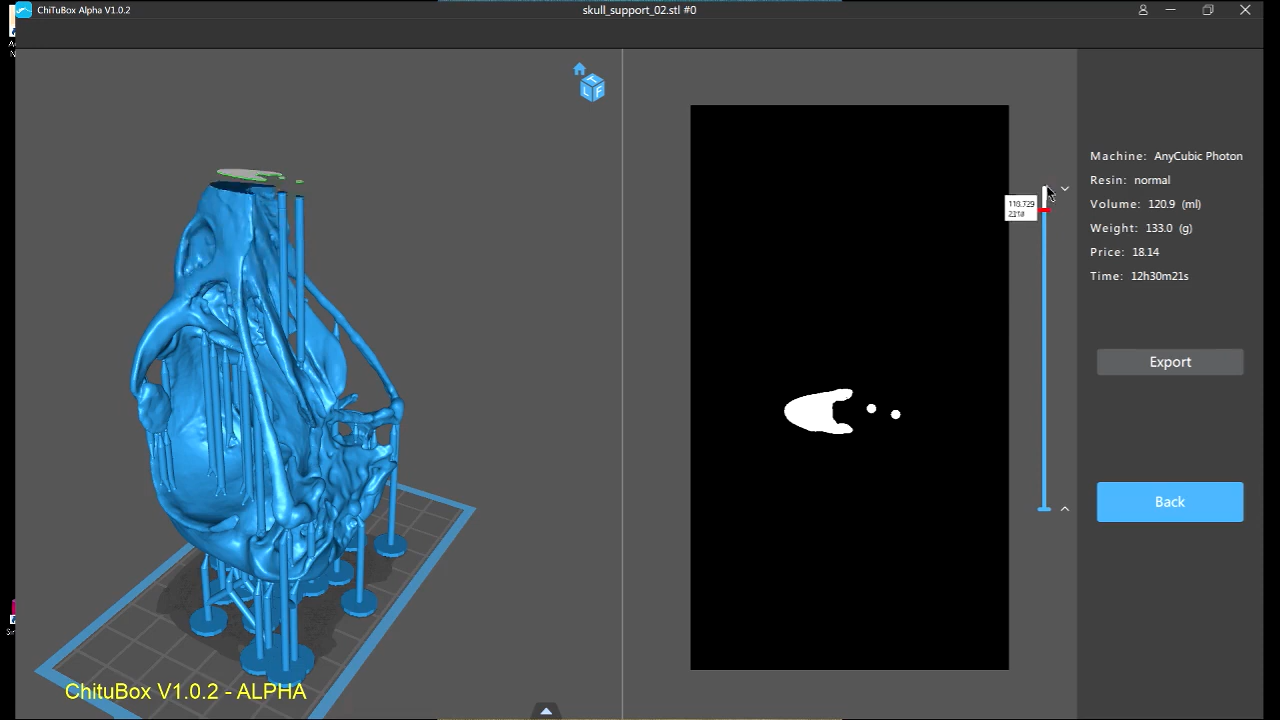 ChiTuBox Alpha V1.0.2
skull_support_02.stl #0
T
L F
Machine: AnyCubic Photon
Resin: normal
Volume: 120.9 (ml)
Weight: 133.0 (g)
Price: 18.14
Time: 12h30m21s
Export
Back
ChituBox V1.0.2 - ALPHA